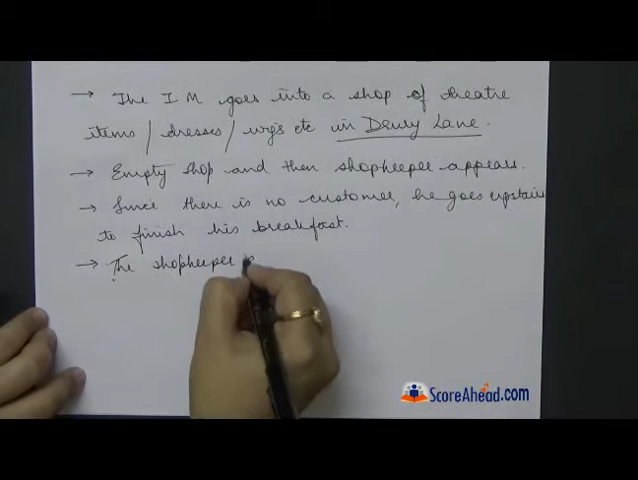 → The I M goes into a shop of theatre
items / dresses / wigs etc in Deury Lane.
→ Empty shop and then shopkeeper appears.
→ Since there is no customer, he goes upstairs
to finish his breakfast.
→ The shopkeeper
ScoreAhead.com